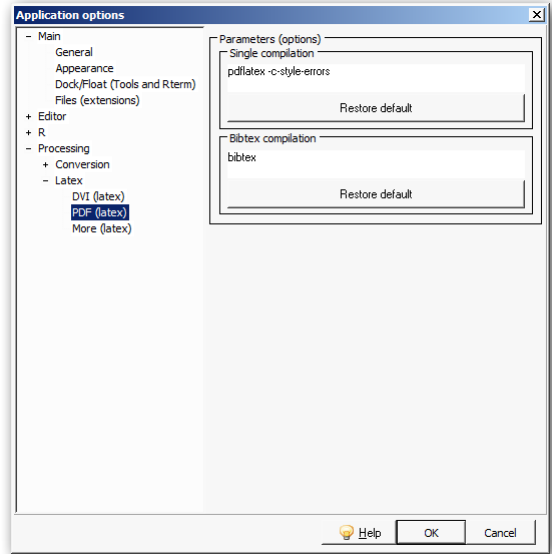 Application options
- Main
General
Appearance
Dock/Float (Tools and Rterm)
Files (extensions)
+ Editor
+ R
- Processing
+ Conversion
- Latex
DVI (latex)
PDF (latex)
More (latex)
Parameters (options)
Single compilation
pdflatex -c-style-errors
Restore default
Bibtex compilation
bibtex
Restore default
Help
OK
Cancel